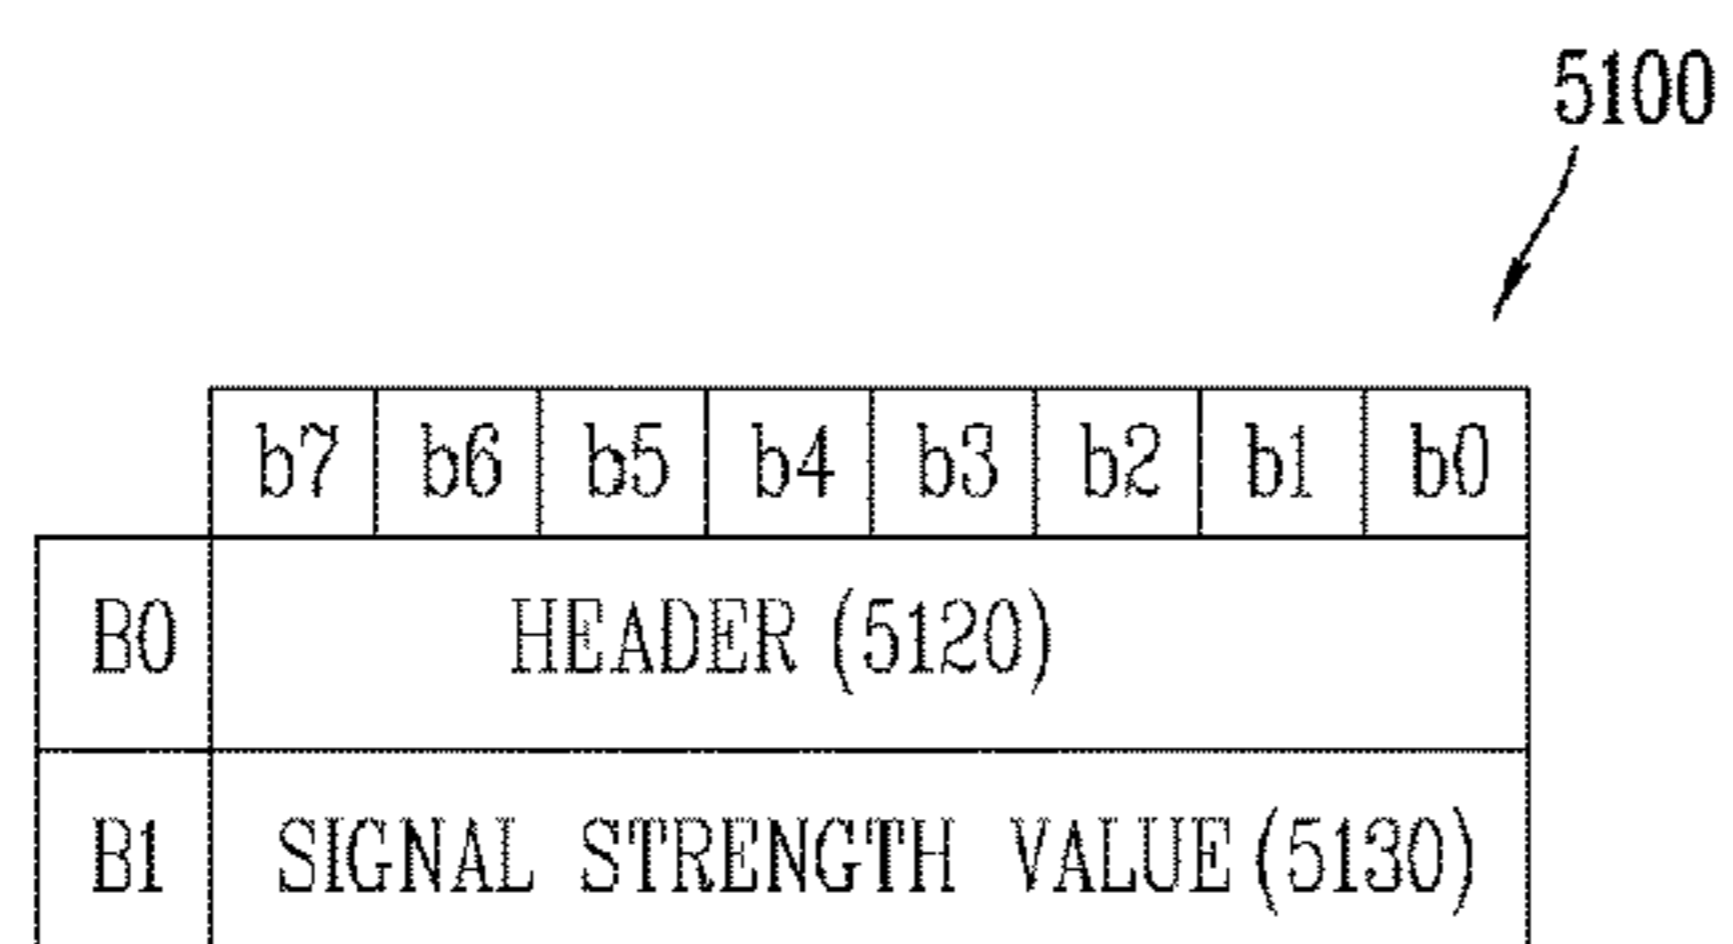 5100
b7 b6 b5 b4 b3 b2 b1 b0
B0 HEADER (5120)
B1 SIGNAL STRENGTH VALUE (5130)